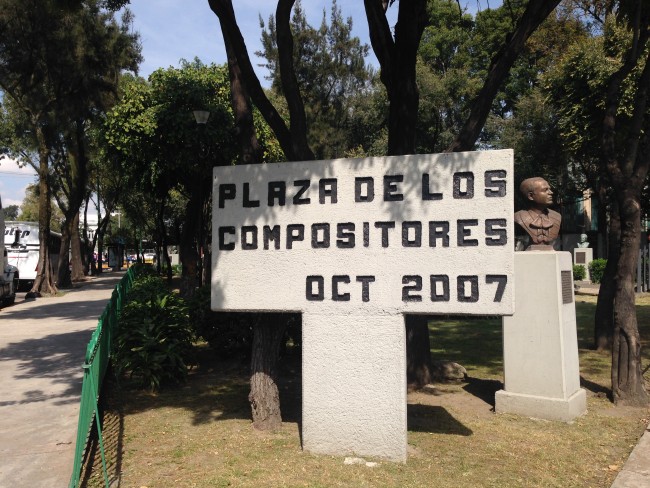 PLAZA DE LOS
COMPOSITORES
OCT 2007